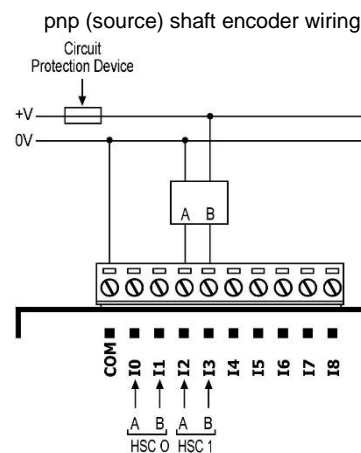 pnp (source) shaft encoder wiring
Circuit
Protection Device
+V
0V
A B
COM I0 I1 I2 I3 I4 I5 I6 I7 I8
A B A B
HSC 0 HSC 1